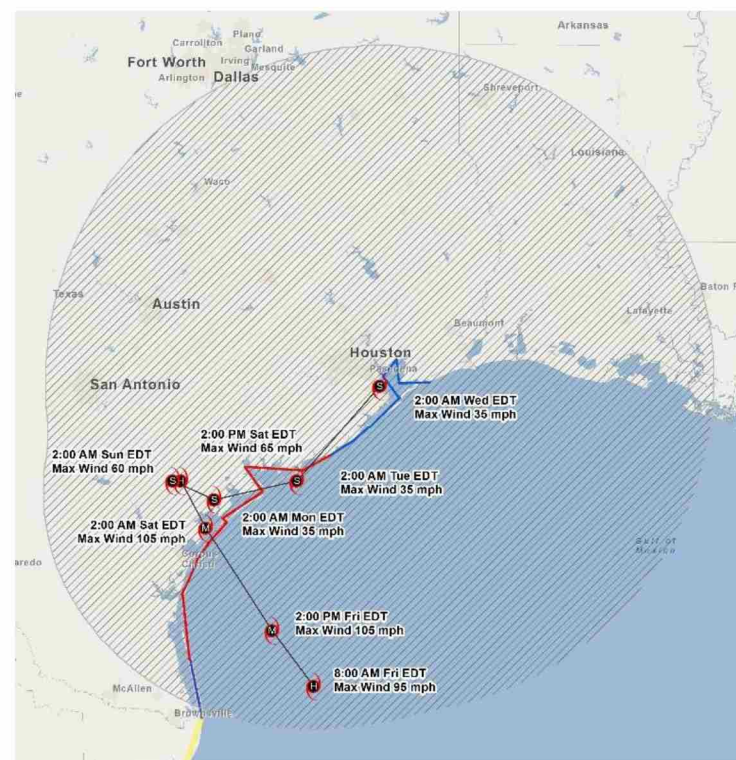 Arkansas
Plano
Carrollton
Garland
Fort Worth
Irving
Mesquite
Arlington
Dallas
Shreveport
Louisiana
Waco
Texas
Austin
Baton R
Lafayette
Beaumont
Houston
Pasadena
San Antonio
2:00 AM Wed EDT
Max Wind 35 mph
2:00 PM Sat EDT
Max Wind 65 mph
2:00 AM Sun EDT
Max Wind 60 mph
S
S
H
S
S
2:00 AM Tue EDT
Max Wind 35 mph
2:00 AM Mon EDT
Max Wind 35 mph
2:00 AM Sat EDT
Max Wind 105 mph
M
Corpus
Christi
Gulf of
Mexico
aredo
2:00 PM Fri EDT
Max Wind 105 mph
M
8:00 AM Fri EDT
Max Wind 95 mph
H
McAllen
Brownsville